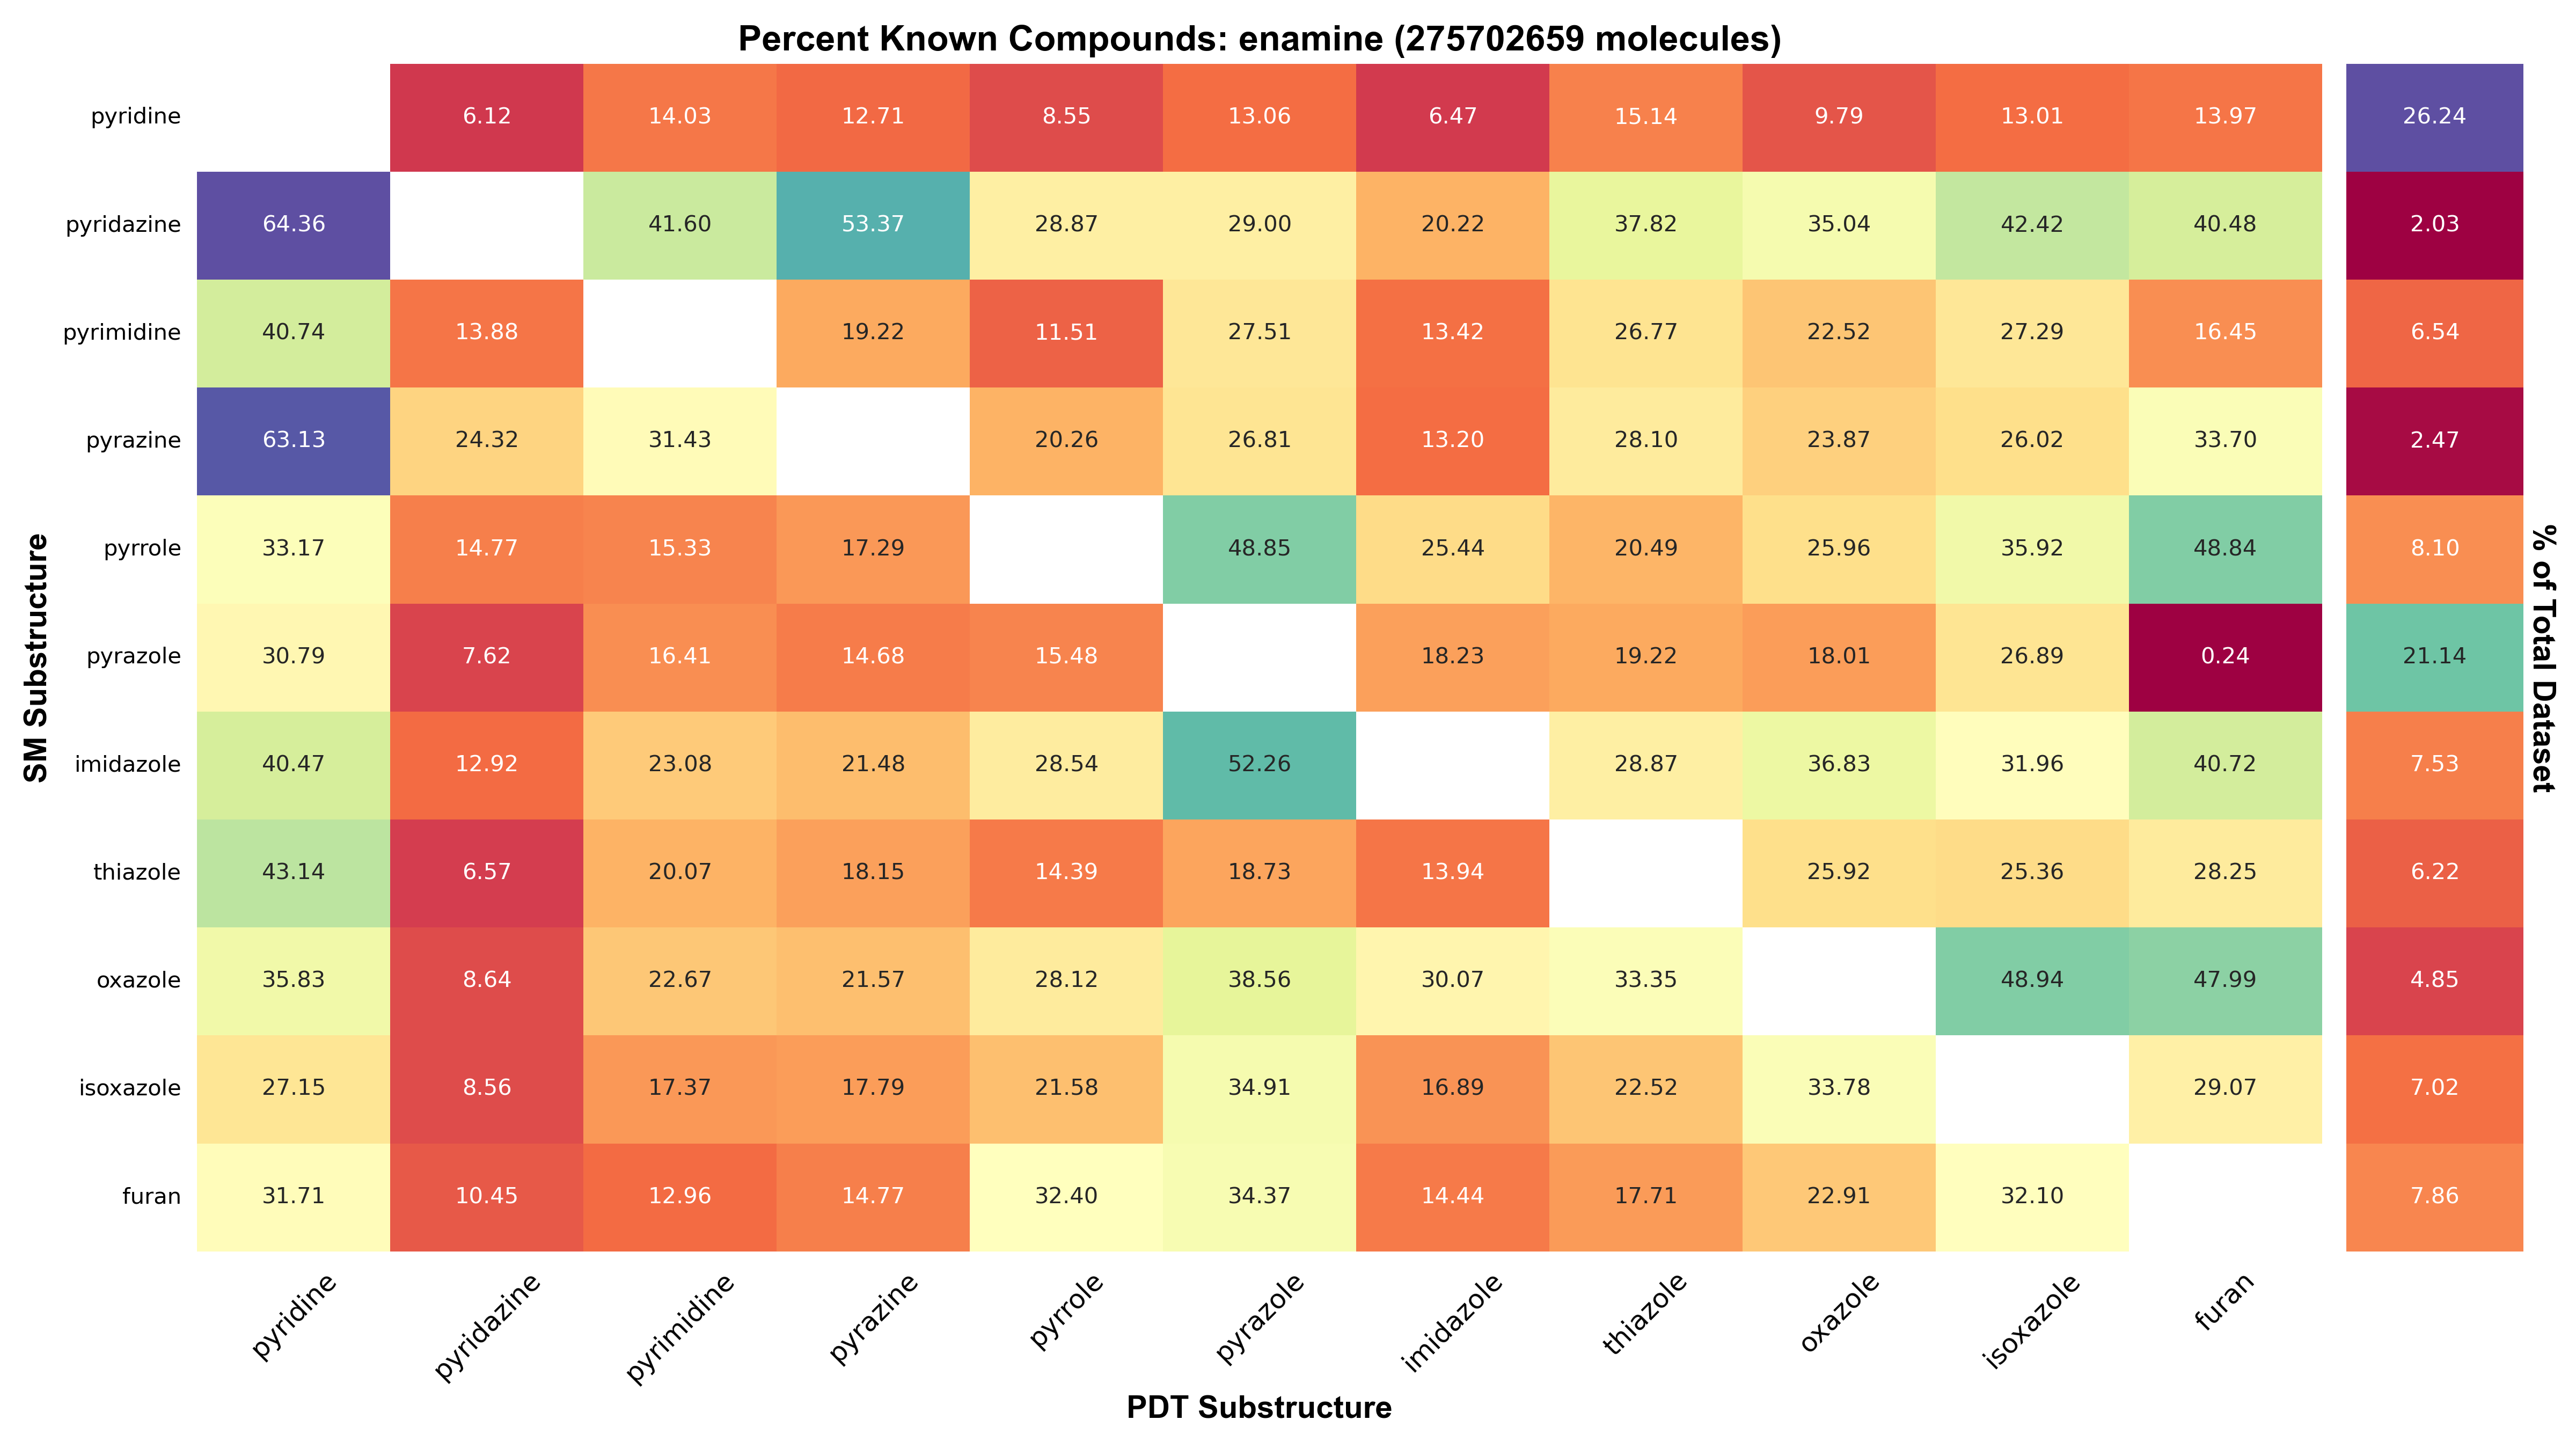 Percent Known Compounds: enamine (275702659 molecules)
pyridine 6.12 14.03 12.71 8.55 13.06 6.47 15.14 9.79 13.01 13.97 26.24
pyridazine 64.36 41.60 53.37 28.87 29.00 20.22 37.82 35.04 42.42 40.48 2.03
pyrimidine 40.74 13.88 19.22 11.51 27.51 13.42 26.77 22.52 27.29 16.45 6.54
pyrazine 63.13 24.32 31.43 20.26 26.81 13.20 28.10 23.87 26.02 33.70 2.47
pyrrole 33.17 14.77 15.33 17.29 48.85 25.44 20.49 25.96 35.92 48.84 8.10
pyrazole 30.79 7.62 16.41 14.68 15.48 18.23 19.22 18.01 26.89 0.24 21.14
imidazole 40.47 12.92 23.08 21.48 28.54 52.26 28.87 36.83 31.96 40.72 7.53
thiazole 43.14 6.57 20.07 18.15 14.39 18.73 13.94 25.92 25.36 28.25 6.22
oxazole 35.83 8.64 22.67 21.57 28.12 38.56 30.07 33.35 48.94 47.99 4.85
isoxazole 27.15 8.56 17.37 17.79 21.58 34.91 16.89 22.52 33.78 29.07 7.02
furan 31.71 10.45 12.96 14.77 32.40 34.37 14.44 17.71 22.91 32.10 7.86
pyridine pyridazine pyrimidine pyrazine pyrrole pyrazole imidazole thiazole oxazole isoxazole furan
PDT Substructure
SM Substructure
% of Total Dataset